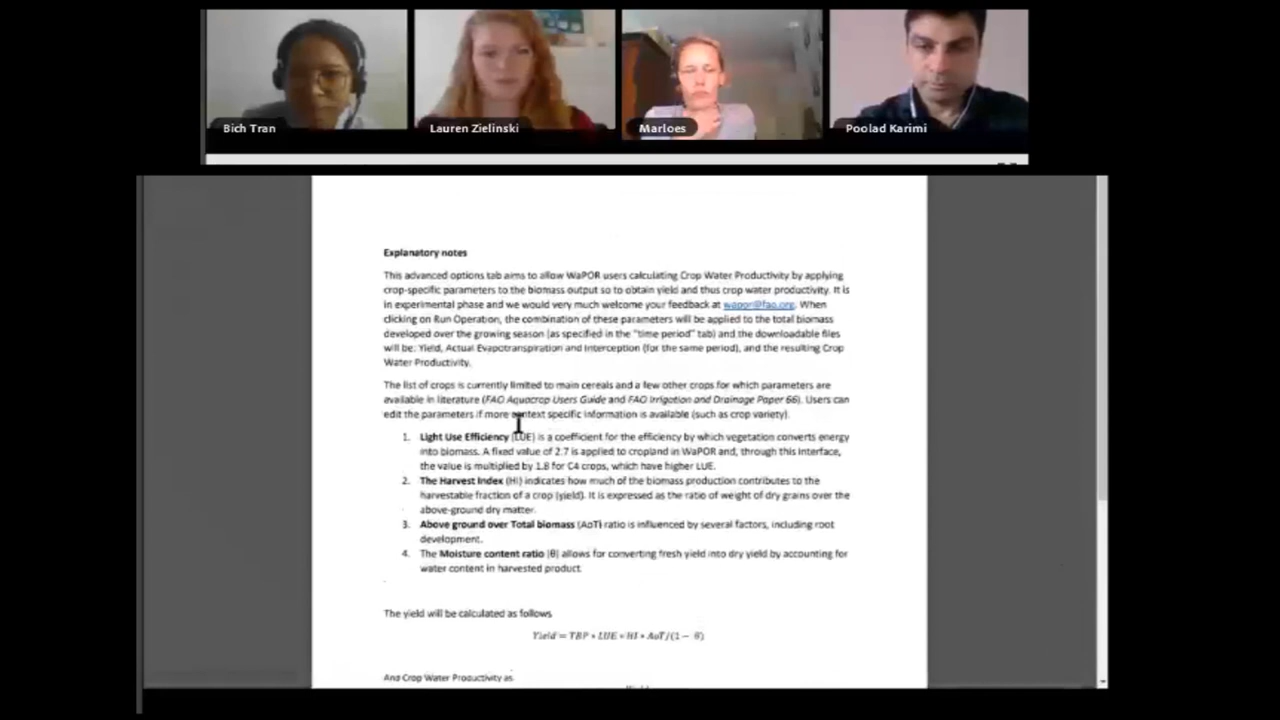 Bich Tran
Lauren Zielinski
Marloes
Poolad Karimi
Explanatory notes
This advanced options tab aims to allow WaPOR users calculating Crop Water Productivity by applying
crop-specific parameters to the biomass output so to obtain yield and thus crop water productivity. It is
in experimental phase and we would very much welcome your feedback at wapor@fao.org. When
clicking on Run Operation, the combination of these parameters will be applied to the total biomass
developed over the growing season (as specified in the "time period" tab) and the downloadable files
will be: Yield, Actual Evapotranspiration and Interception (for the same period), and the resulting Crop
Water Productivity.
The list of crops is currently limited to main cereals and a few other crops for which parameters are
available in literature (FAO Aquacrop Users Guide and FAO Irrigation and Drainage Paper 66). Users can
edit the parameters if more context specific information is available (such as crop variety).
1. Light Use Efficiency (LUE) is a coefficient for the efficiency by which vegetation converts energy
into biomass. A fixed value of 2.7 is applied to cropland in WaPOR and, through this interface,
the value is multiplied by 1.8 for C4 crops, which have higher LUE.
2. The Harvest Index (HI) indicates how much of the biomass production contributes to the
harvestable fraction of a crop (yield). It is expressed as the ratio of weight of dry grains over the
above-ground dry matter.
3. Above ground over Total biomass (AoT) ratio is influenced by several factors, including root
development.
4. The Moisture content ratio (θ) allows for converting fresh yield into dry yield by accounting for
water content in harvested product.
The yield will be calculated as follows
Yield = TBP * LUE * HI * AoT/(1 − θ)
And Crop Water Productivity as